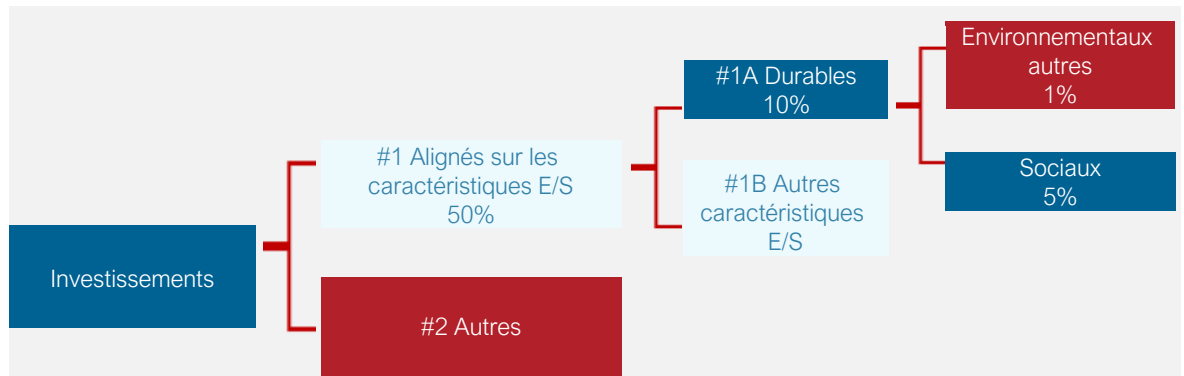 Investissements
#1 Alignés sur les
caractéristiques E/S
50%
#2 Autres
#1A Durables
10%
#1B Autres
caractéristiques
E/S
Environnementaux
autres
1%
Sociaux
5%